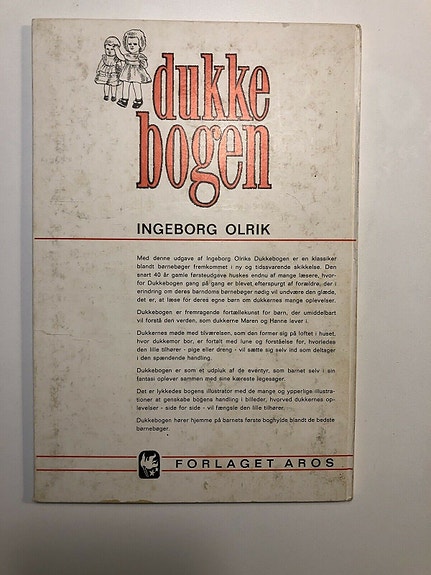 dukke
bogen
INGEBORG OLRIK
Med denne udgave af Ingeborg Olriks Dukkebogen er en klassiker
blandt børnebøger fremkommet i ny og tidssvarende skikkelse. Den
snart 40 år gamle førsteudgave huskes endnu af mange læsere, hvor-
for Dukkebogen gang på gang er blevet efterspurgt af forældre, der i
erindring om deres barndoms børnebøger nødig vil undvære den glæde,
det er, at læse for deres egne børn om dukkernes mange oplevelser.
Dukkebogen er fremragende fortællekunst for børn, der umiddelbart
vil forstå den verden, som dukkerne Maren og Hanne lever i.
Dukkernes møde med tilværelsen, som den former sig på loftet i huset,
hvor dukkemor bor, er fortalt med lune og forståelse for, hvorledes
den lille tilhører - pige eller dreng - vil sætte sig selv ind som deltager
i den spændende handling.
Dukkebogen er som et udpluk af de eventyr, som barnet selv i sin
fantasi oplever sammen med sine kæreste legesager.
Det er lykkedes bogens illustrator med de mange og ypperlige illustra-
tioner at genskabe bogens handling i billeder, hvorved dukkernes op-
levelser - side for side - vil fængsle den lille tilhører.
Dukkebogen hører hjemme på barnets første boghylde blandt de bedste
børnebøger.
FORLAGET AROS